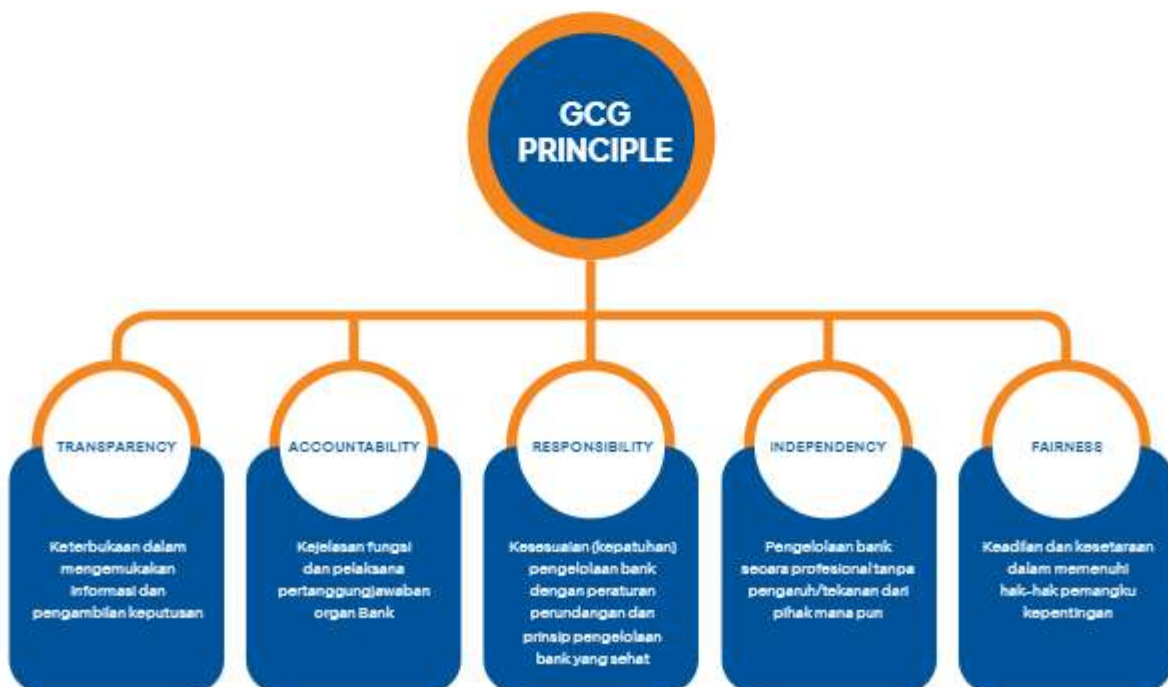 GCG
PRINCIPLE
TRANSPARENCY
Keterbukaan dalam
mengemukakan
informasi dan
pengambilan keputusan
ACCOUNTABILITY
Kejelasan fungsi
dan pelaksana
pertanggungjawaban
organ Bank
RESPONSIBILITY
Kesesuaian (kepatuhan)
pengelolaan bank
dengan peraturan
perundangan dan
prinsip pengelolaan
bank yang sehat
INDEPENDENCY
Pengelolaan bank
secara profesional tanpa
pengaruh/tekanan dari
pihak mana pun
FAIRNESS
Keadilan dan kesetaraan
dalam memenuhi
hak-hak pemangku
kepentingan